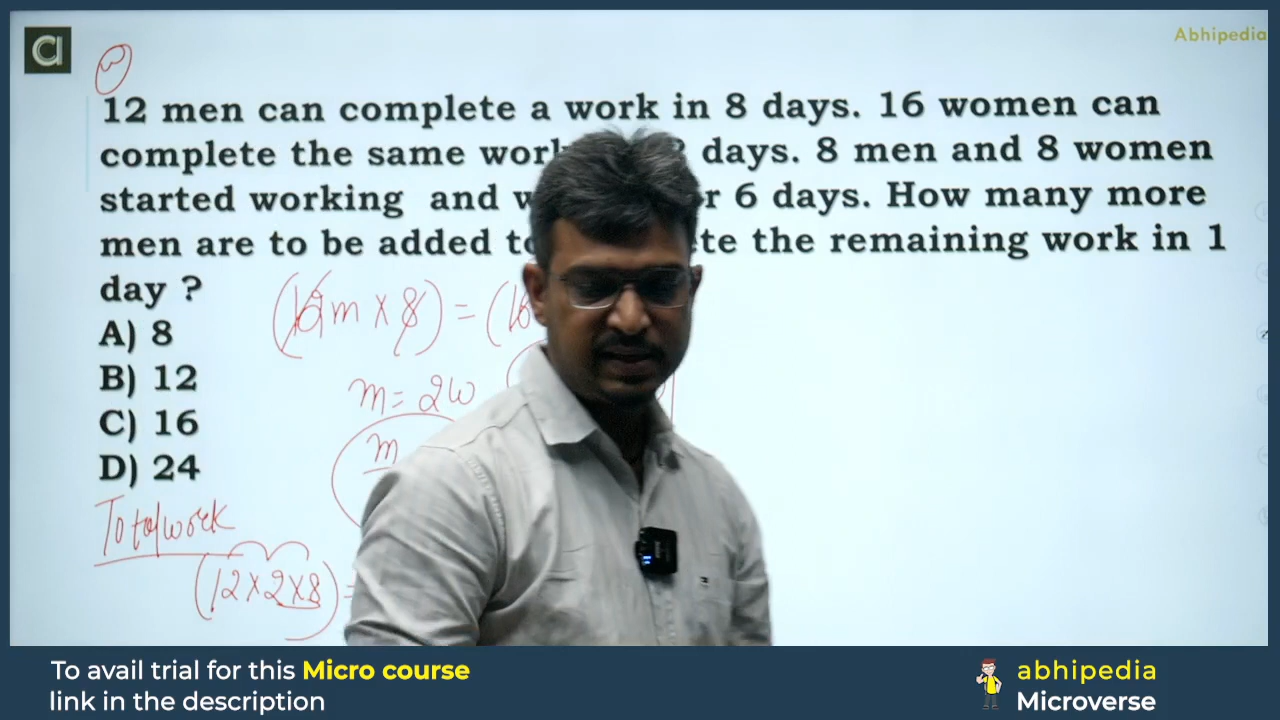 Abhipedia
a
w
12 men can complete a work in 8 days. 16 women can
complete the same days. 8 men and 8 women
started working and 6 days. How many more
men are to be added the remaining work in 1
day ?
(12m × 8) = (16
A) 8
B) 12
m = 2w
C) 16
m
D) 24
Total work
(12×2×8) =
To avail trial for this Micro course
link in the description
abhipedia
Microverse